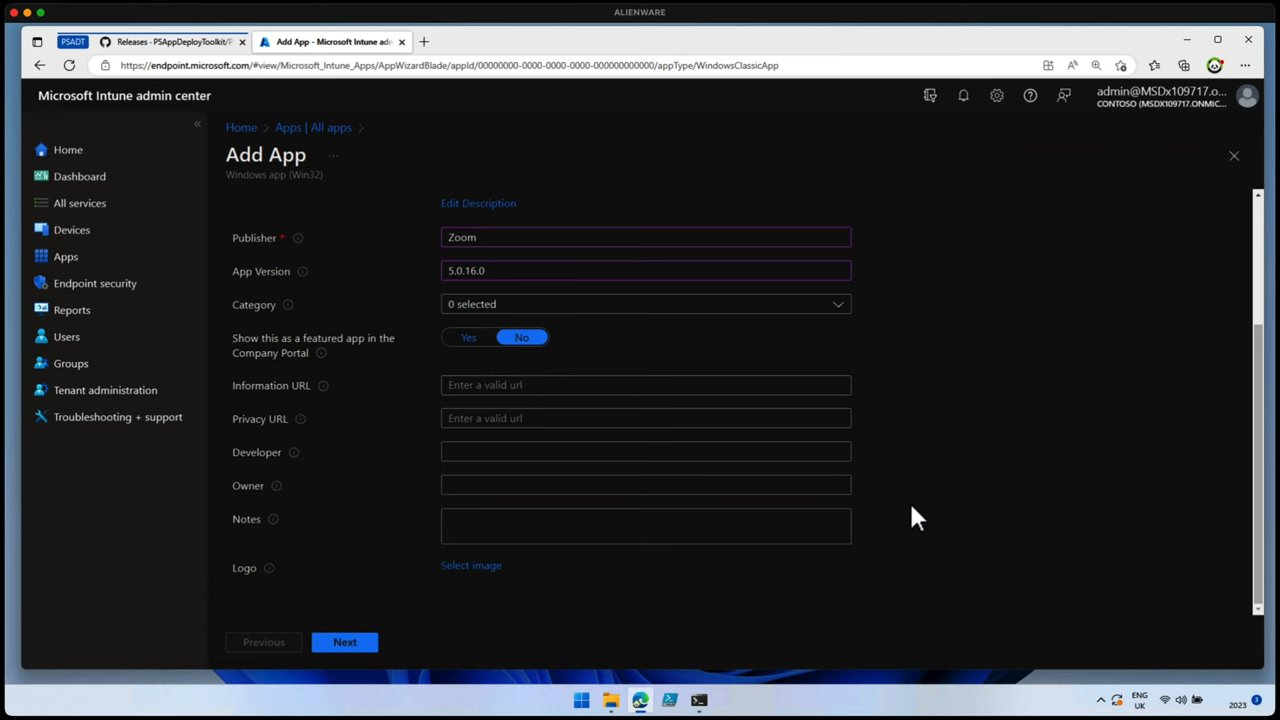 ALIENWARE
PSADT
Releases · PSAppDeployToolkit/P
Add App - Microsoft Intune adm
https://endpoint.microsoft.com/#view/Microsoft_Intune_Apps/AppWizardBlade/appId/00000000-0000-0000-0000-000000000000/appType/WindowsClassicApp
Microsoft Intune admin center
admin@MSDx109717.o...
CONTOSO (MSDX109717.ONMIC...
Home
Dashboard
All services
Devices
Apps
Endpoint security
Reports
Users
Groups
Tenant administration
Troubleshooting + support
Home > Apps | All apps >
Add App ...
Windows app (Win32)
Edit Description
Publisher * Zoom
App Version 5.0.16.0
Category 0 selected
Show this as a featured app in the
Company Portal
Yes No
Information URL Enter a valid url
Privacy URL Enter a valid url
Developer
Owner
Notes
Logo Select image
Previous Next
ENG
UK
2023
3